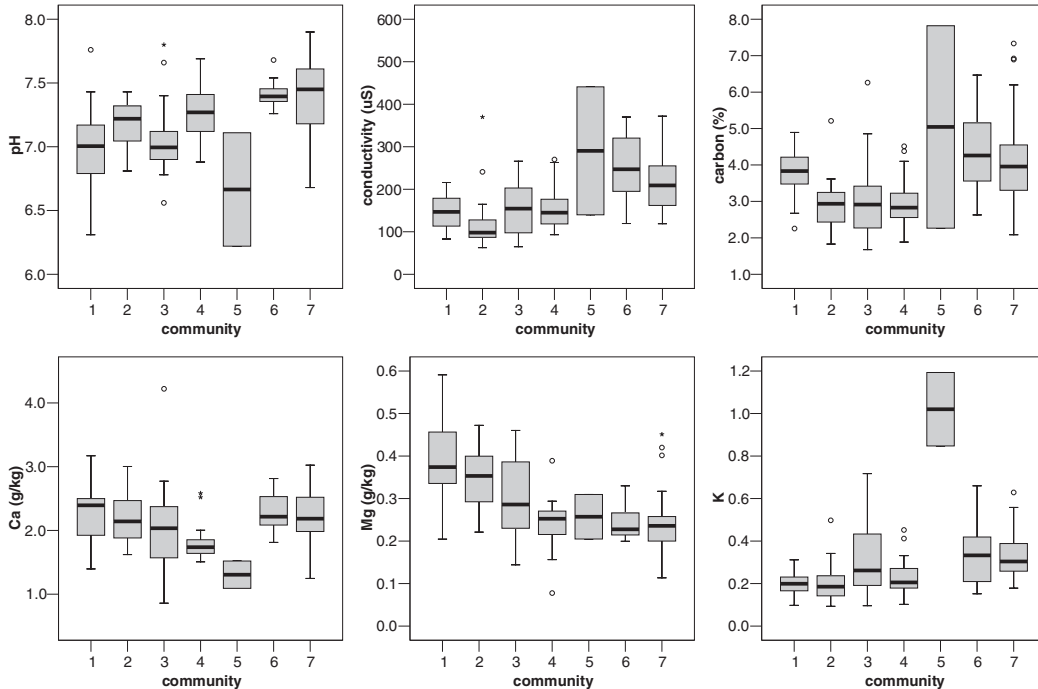 pH
8.0
7.5
7.0
6.5
6.0
1 2 3 4 5 6 7
community
conductivity (uS)
600
500
400
300
200
100
0
1 2 3 4 5 6 7
community
carbon (%)
8.0
7.0
6.0
5.0
4.0
3.0
2.0
1.0
1 2 3 4 5 6 7
community
Ca (g/kg)
4.0
3.0
2.0
1.0
1 2 3 4 5 6 7
community
Mg (g/kg)
0.6
0.5
0.4
0.3
0.2
0.1
0.0
1 2 3 4 5 6 7
community
K
1.2
1.0
0.8
0.6
0.4
0.2
0.0
1 2 3 4 5 6 7
community